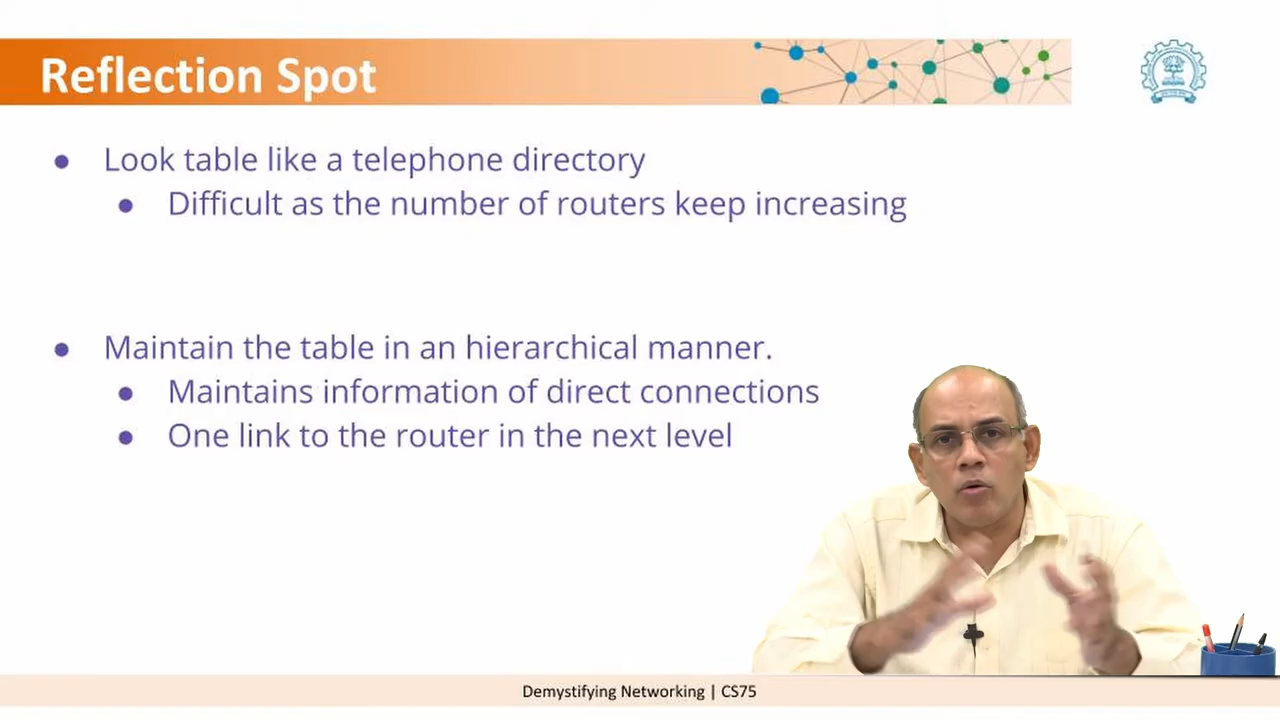 Reflection Spot
Look table like a telephone directory
Difficult as the number of routers keep increasing
Maintain the table in an hierarchical manner.
Maintains information of direct connections
One link to the router in the next level
Demystifying Networking | CS75